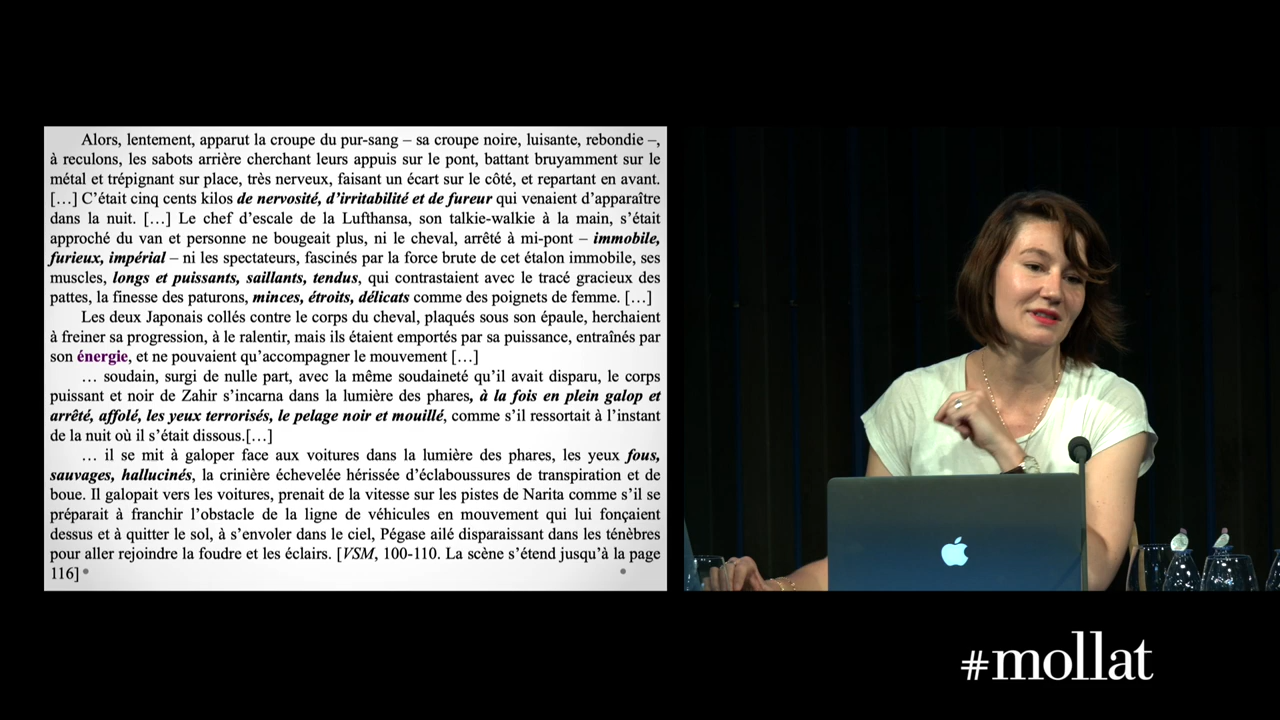 Alors, lentement, apparut la croupe du pur-sang – sa croupe noire, luisante, rebondie –,
à reculons, les sabots arrière cherchant leurs appuis sur le pont, battant bruyamment sur le
métal et trépignant sur place, très nerveux, faisant un écart sur le côté, et repartant en avant.
[…] C’était cinq cents kilos de nervosité, d’irritabilité et de fureur qui venaient d’apparaître
dans la nuit. […] Le chef d’escale de la Lufthansa, son talkie-walkie à la main, s’était
approché du van et personne ne bougeait plus, ni le cheval, arrêté à mi-pont – immobile,
furieux, impérial – ni les spectateurs, fascinés par la force brute de cet étalon immobile, ses
muscles, longs et puissants, saillants, tendus, qui contrastaient avec le tracé gracieux des
pattes, la finesse des paturons, minces, étroits, délicats comme des poignets de femme. […]
Les deux Japonais collés contre le corps du cheval, plaqués sous son épaule, herchaient
à freiner sa progression, à le ralentir, mais ils étaient emportés par sa puissance, entraînés par
son énergie, et ne pouvaient qu’accompagner le mouvement […]
… soudain, surgi de nulle part, avec la même soudaineté qu’il avait disparu, le corps
puissant et noir de Zahir s’incarna dans la lumière des phares, à la fois en plein galop et
arrêté, affolé, les yeux terrorisés, le pelage noir et mouillé, comme s’il ressortait à l’instant
de la nuit où il s’était dissous.[…]
… il se mit à galoper face aux voitures dans la lumière des phares, les yeux fous,
sauvages, hallucinés, la crinière échevelée hérissée d’éclaboussures de transpiration et de
boue. Il galopait vers les voitures, prenait de la vitesse sur les pistes de Narita comme s’il se
préparait à franchir l’obstacle de la ligne de véhicules en mouvement qui lui fonçaient
dessus et à quitter le sol, à s’envoler dans le ciel, Pégase ailé disparaissant dans les ténèbres
pour aller rejoindre la foudre et les éclairs. [VSM, 100-110. La scène s’étend jusqu’à la page
116]
#mollat